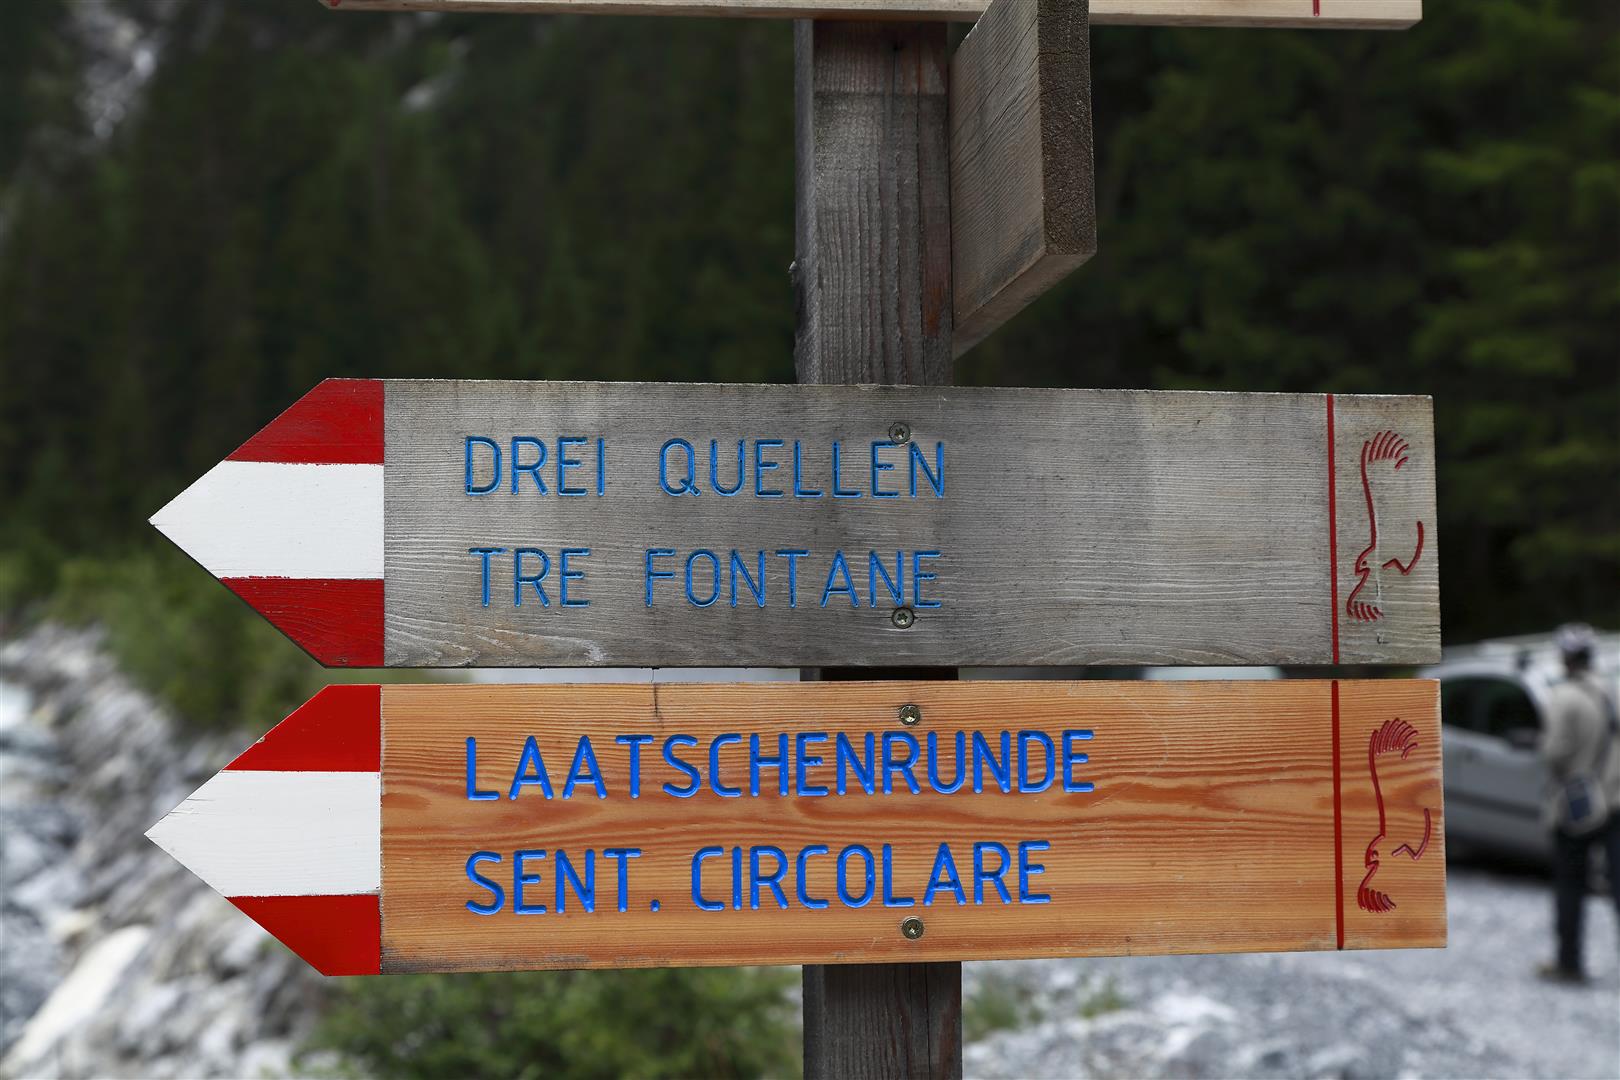 DREI QUELLEN
TRE FONTANE
LAATSCHENRUNDE
SENT. CIRCOLARE